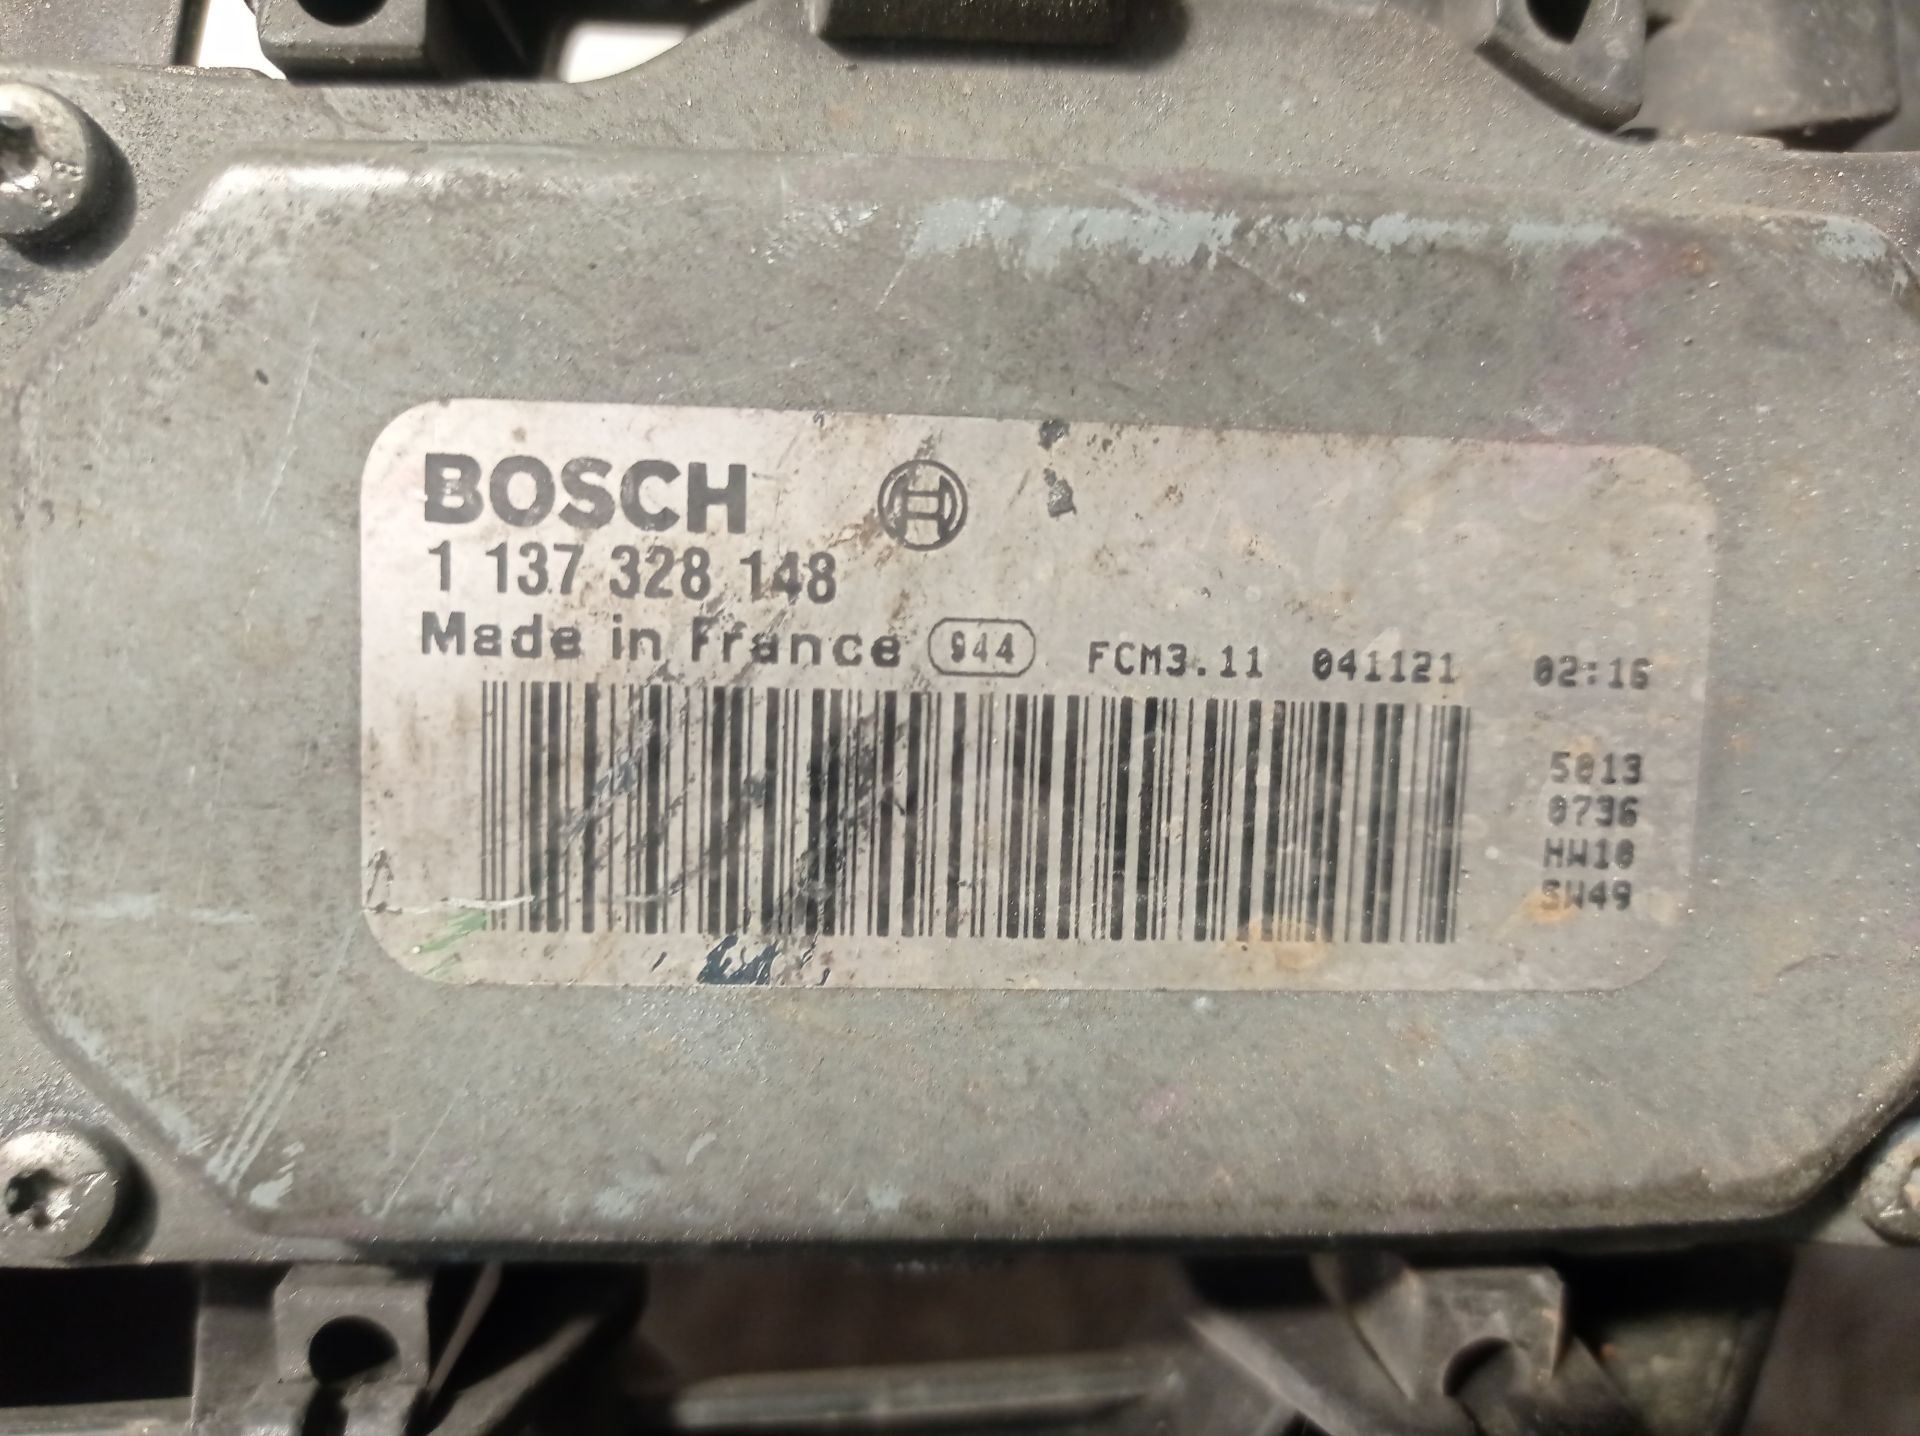 BOSCH
1 137 328 148
Made in France 944 FCM3.11 041121 02:16
5013
0736
HW10
SW49